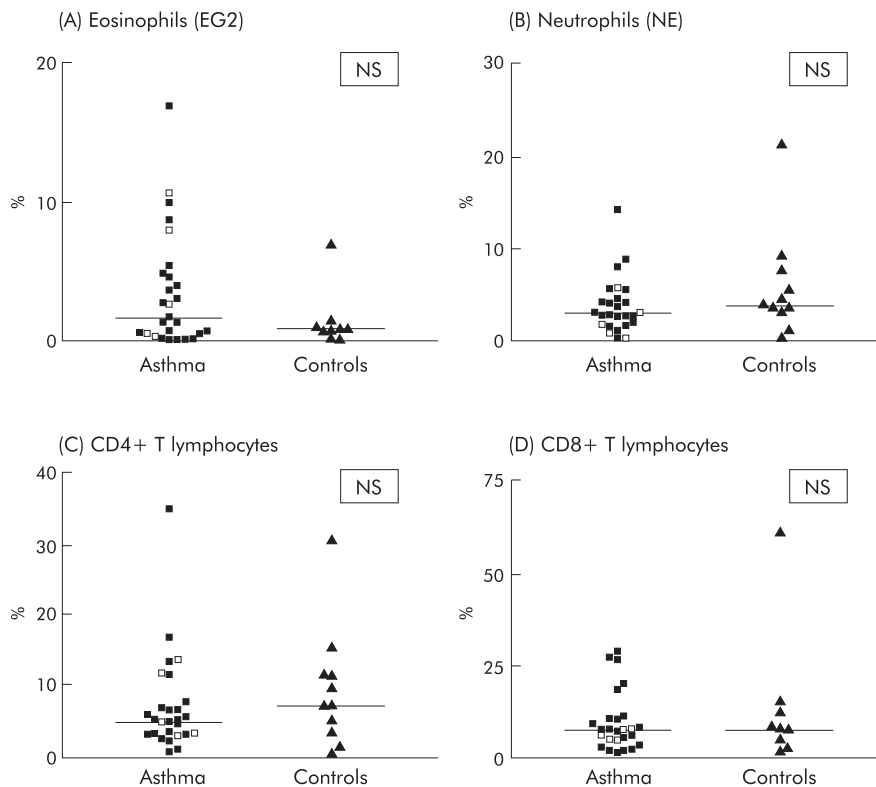 (A) Eosinophils (EG2)
NS
20
10
0
%
Asthma
Controls
(B) Neutrophils (NE)
NS
30
20
10
0
%
Asthma
Controls
(C) CD4+ T lymphocytes
NS
40
30
20
10
0
%
Asthma
Controls
(D) CD8+ T lymphocytes
NS
75
50
25
0
%
Asthma
Controls